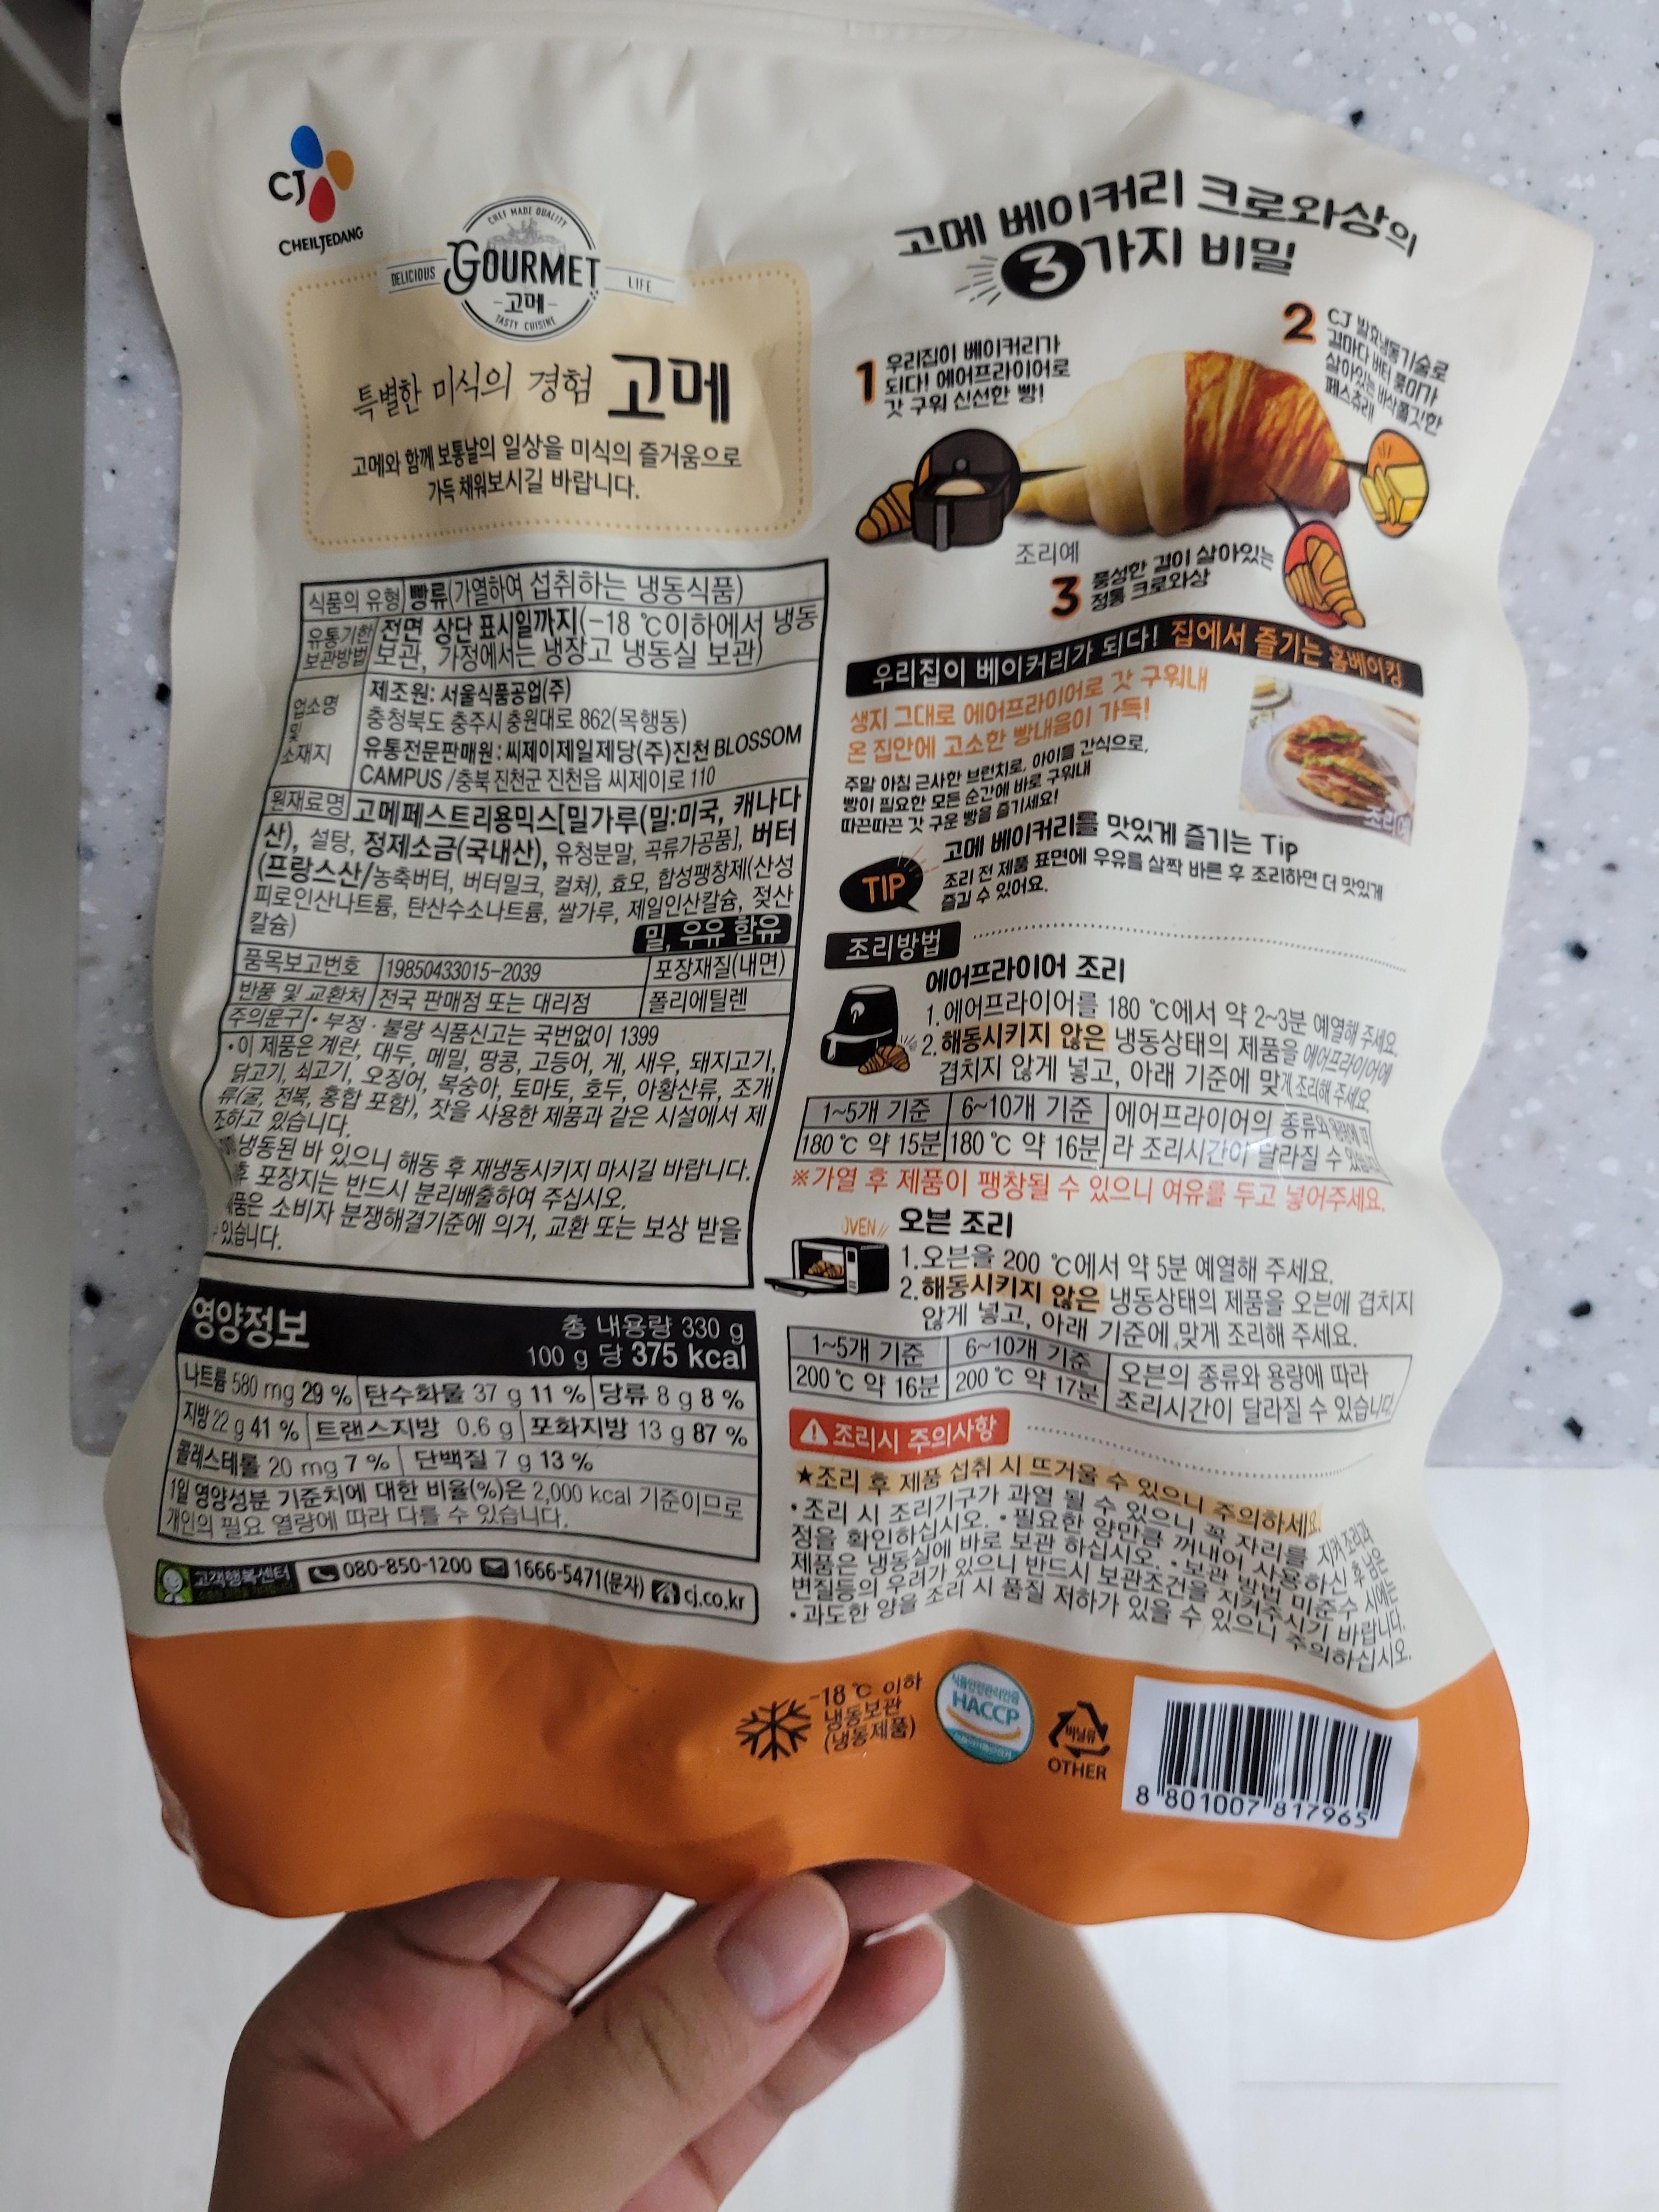 CJ
CHEILJEDANG
CHEF MADE QUALITY
DELICIOUS GOURMET LIFE
-고메-
TASTY CUISINE
특별한 미식의 경험 고메
고메와 함께 보통날의 일상을 미식의 즐거움으로
가득 채워보시길 바랍니다.
식품의 유형 빵류(가열하여 섭취하는 냉동식품)
유통기한 전면 상단 표시일까지(-18 ℃이하에서 냉동
보관방법 보관, 가정에서는 냉장고 냉동실 보관)
업소명 및 소재지
제조원: 서울식품공업(주)
충청북도 충주시 충원대로 862(목행동)
유통전문판매원: 씨제이제일제당(주)진천 BLOSSOM
CAMPUS /충북 진천군 진천읍 씨제이로 110
원재료명 고메페스트리용믹스[밀가루(밀:미국, 캐나다
산), 설탕, 정제소금(국내산), 유청분말, 곡류가공품], 버터
(프랑스산/농축버터, 버터밀크, 컬쳐), 효모, 합성팽창제(산성
피로인산나트륨, 탄산수소나트륨, 쌀가루, 제일인산칼슘, 젖산
칼슘)
밀, 우유 함유
품목보고번호 19850433015-2039 포장재질(내면)
반품 및 교환처 전국 판매점 또는 대리점 폴리에틸렌
주의문구 • 부정 · 불량 식품신고는 국번없이 1399
•이 제품은 계란, 대두, 메밀, 땅콩, 고등어, 게, 새우, 돼지고기,
닭고기, 쇠고기, 오징어, 복숭아, 토마토, 호두, 아황산류, 조개
류(굴, 전복, 홍합 포함), 잣을 사용한 제품과 같은 시설에서 제
조하고 있습니다.
냉동된 바 있으니 해동 후 재냉동시키지 마시길 바랍니다.
후 포장지는 반드시 분리배출하여 주십시오.
품은 소비자 분쟁해결기준에 의거, 교환 또는 보상 받을
있습니다.
영양정보
총 내용량 330 g
100 g 당 375 kcal
나트륨 580 mg 29 % 탄수화물 37 g 11 % 당류 8 g 8 %
지방 22 g 41 % 트랜스지방 0.6 g 포화지방 13 g 87 %
콜레스테롤 20 mg 7 % 단백질 7 g 13 %
1일 영양성분 기준치에 대한 비율(%)은 2,000 kcal 기준이므로
개인의 필요 열량에 따라 다를 수 있습니다.
고객행복센터 080-850-1200 1666-5471(문자) cj.co.kr
고메 베이커리 크로와상의
3가지 비밀
1 우리집이 베이커리가
되다! 에어프라이어로
갓 구워 신선한 빵!
2 CJ 발효냉동기술로
결마다 버터 풍미가
살아있는 바삭쫄깃한
페스츄리!
조리예
3 풍성한 결이 살아있는
정통 크로와상
우리집이 베이커리가 되다! 집에서 즐기는 홈베이킹
생지 그대로 에어프라이어로 갓 구워내
온 집안에 고소한 빵내음이 가득!
주말 아침 근사한 브런치로, 아이들 간식으로,
빵이 필요한 모든 순간에 바로 구워내
따끈따끈 갓 구운 빵을 즐기세요!
조리예
TIP
고메 베이커리를 맛있게 즐기는 Tip
조리 전 제품 표면에 우유를 살짝 바른 후 조리하면 더 맛있게
즐길 수 있어요.
조리방법
에어프라이어 조리
1.에어프라이어를 180 ℃에서 약 2~3분 예열해 주세요.
2.해동시키지 않은 냉동상태의 제품을 에어프라이어에
겹치지 않게 넣고, 아래 기준에 맞게 조리해 주세요.
1~5개 기준 6~10개 기준 에어프라이어의 종류와 용량에 따
180 ℃ 약 15분 180 ℃ 약 16분 라 조리시간이 달라질 수 있습니다
※가열 후 제품이 팽창될 수 있으니 여유를 두고 넣어주세요.
OVEN
오븐 조리
1.오븐을 200 ℃에서 약 5분 예열해 주세요.
2.해동시키지 않은 냉동상태의 제품을 오븐에 겹치지
않게 넣고, 아래 기준에 맞게 조리해 주세요.
1~5개 기준 6~10개 기준 오븐의 종류와 용량에 따라
200 ℃ 약 16분 200 ℃ 약 17분 조리시간이 달라질 수 있습니다
조리시 주의사항
★조리 후 제품 섭취 시 뜨거울 수 있으니 주의하세요.
•조리 시 조리기구가 과열 될 수 있으니 꼭 자리를 지켜 조리과
정을 확인하십시오. •필요한 양만큼 꺼내어 사용하신 후 남은
제품은 냉동실에 바로 보관 하십시오. •보관 방법 미준수 시에는
변질등의 우려가 있으니 반드시 보관조건을 지켜주시기 바랍니다.
•과도한 양을 조리 시 품질 저하가 있을 수 있으니 주의하십시오.
-18 ℃ 이하
냉동보관
(냉동제품)
식품안전관리인증
HACCP
비닐류
OTHER
8 801007 817965